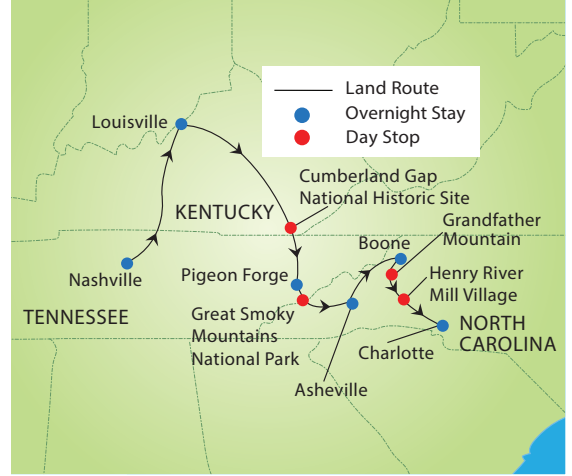 Land Route
Overnight Stay
Day Stop
Louisville
Cumberland Gap
National Historic Site
KENTUCKY
Grandfather
Mountain
Boone
Nashville
Pigeon Forge
Henry River
Mill Village
TENNESSEE
Great Smoky
Mountains
National Park
NORTH
CAROLINA
Charlotte
Asheville